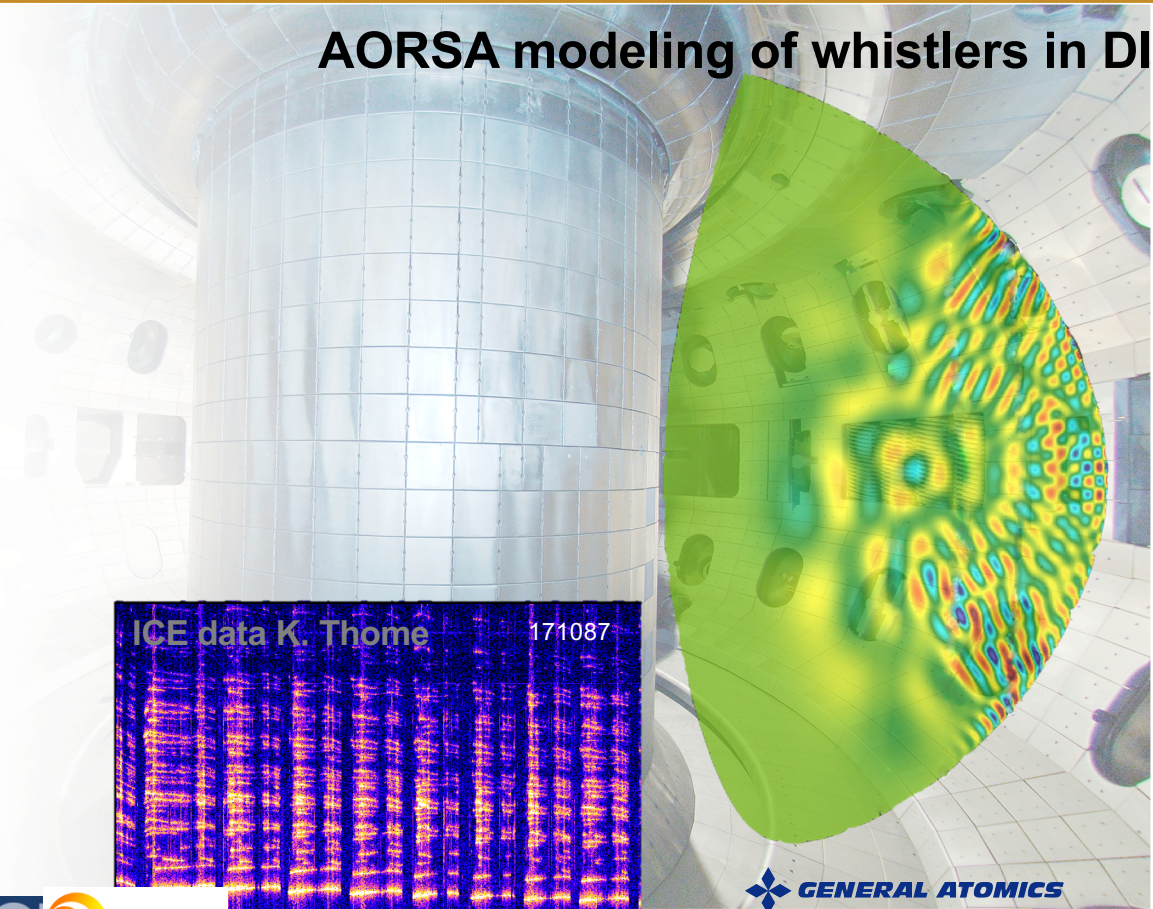 AORSA modeling of whistlers in DI
ICE data K. Thome
171087
GENERAL ATOMICS